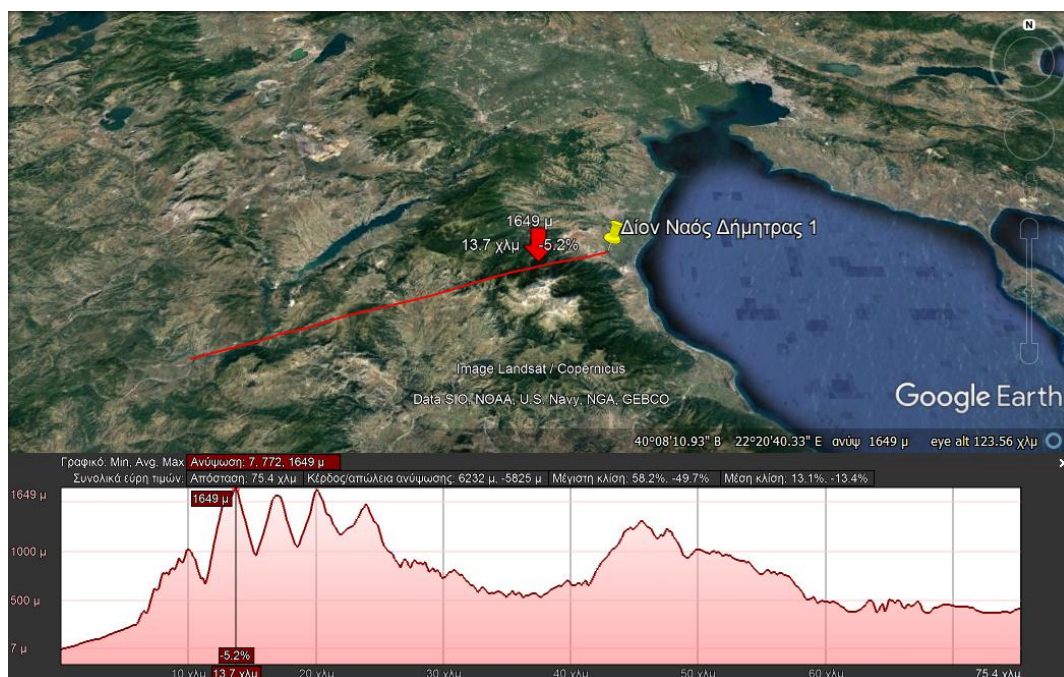 N
1649 μ
Δίον Ναός Δήμητρας 1
13.7 χλμ -5.2%
Image Landsat / Copernicus
Data SIO, NOAA, U.S. Navy, NGA, GEBCO
Google Earth
40°08'10.93" Β 22°20'40.33" Ε ανύψ 1649 μ eye alt 123.56 χλμ
Γραφικό: Min, Avg, Max Ανύψωση: 7, 772, 1649 μ
Συνολικά εύρη τιμών: Απόσταση: 75.4 χλμ Κέρδος/απώλεια ανύψωσης: 6232 μ, -5825 μ Μέγιστη κλίση: 58.2%, -49.7% Μέση κλίση: 13.1%, -13.4%
1649 μ
1649 μ
1000 μ
500 μ
7 μ
-5.2%
10 χλμ 13.7 χλμ 20 χλμ 30 χλμ 40 χλμ 50 χλμ 60 χλμ 75.4 χλμ